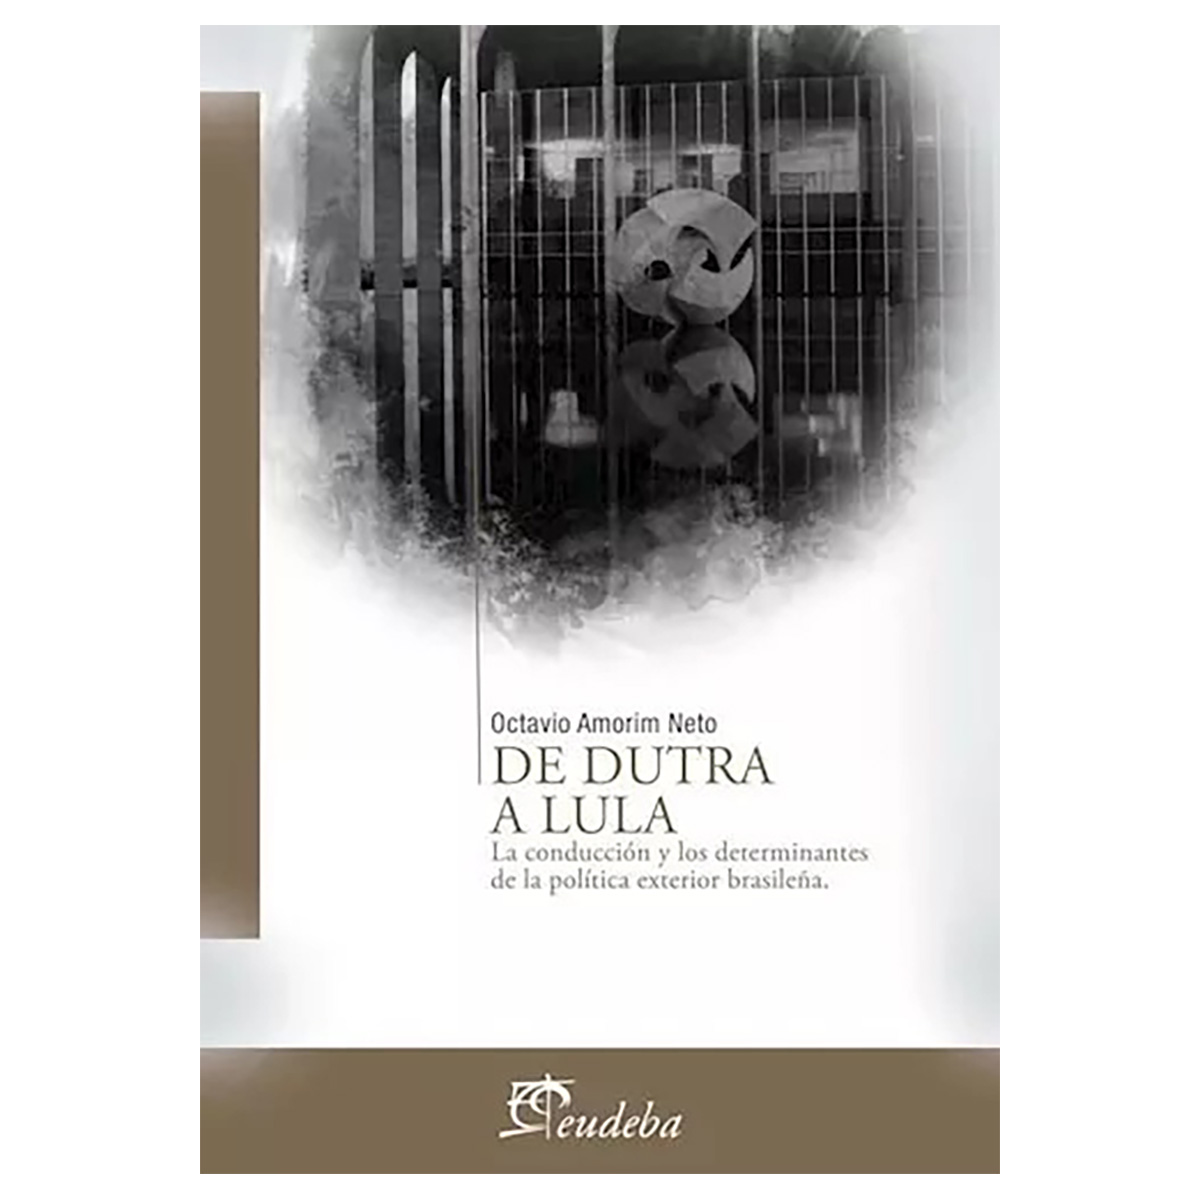 Octavio Amorim Neto
DE DUTRA
A LULA
La conducción y los determinantes
de la política exterior brasileña.
eudeba